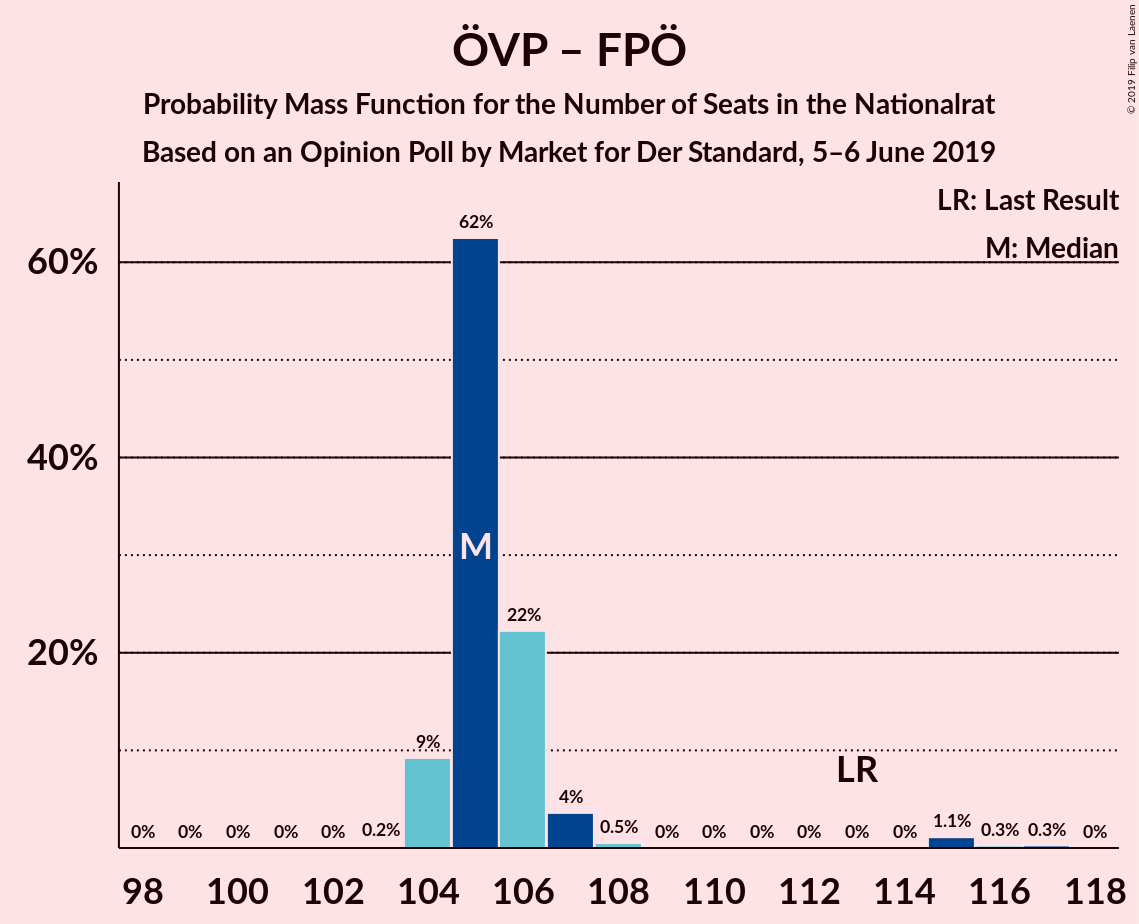 ÖVP – FPÖ
Probability Mass Function for the Number of Seats in the Nationalrat
Based on an Opinion Poll by Market for Der Standard, 5–6 June 2019
© 2019 Filip van Laenen
LR: Last Result
M: Median
60%
40%
20%
0% 0% 0% 0% 0% 0.2% 9% 62% 22% 4% 0.5% 0% 0% 0% 0% 0% 0% 1.1% 0.3% 0.3% 0%
M
LR
98 100 102 104 106 108 110 112 114 116 118